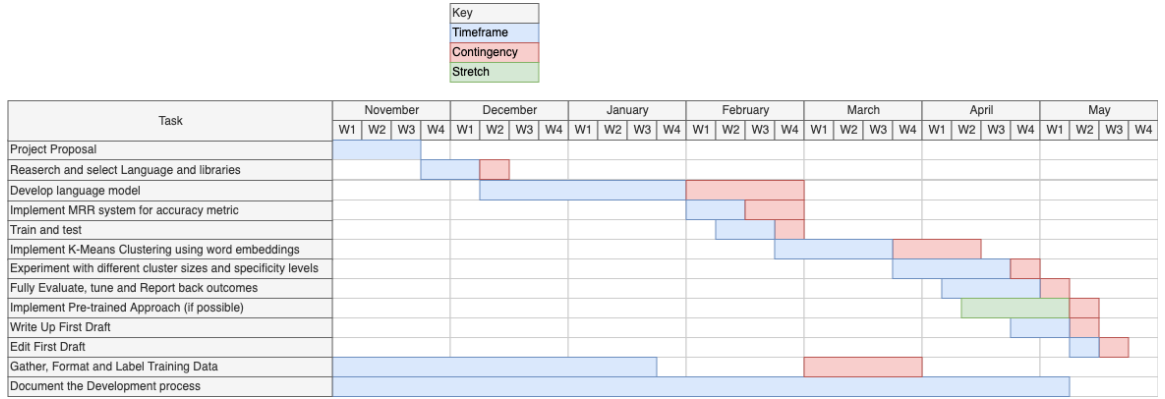 Key
Timeframe
Contingency
Stretch
Task
November December January February March April May
W1 W2 W3 W4 W1 W2 W3 W4 W1 W2 W3 W4 W1 W2 W3 W4 W1 W2 W3 W4 W1 W2 W3 W4 W1 W2 W3 W4
Project Proposal
Reaserch and select Language and libraries
Develop language model
Implement MRR system for accuracy metric
Train and test
Implement K-Means Clustering using word embeddings
Experiment with different cluster sizes and specificity levels
Fully Evaluate, tune and Report back outcomes
Implement Pre-trained Approach (if possible)
Write Up First Draft
Edit First Draft
Gather, Format and Label Training Data
Document the Development process